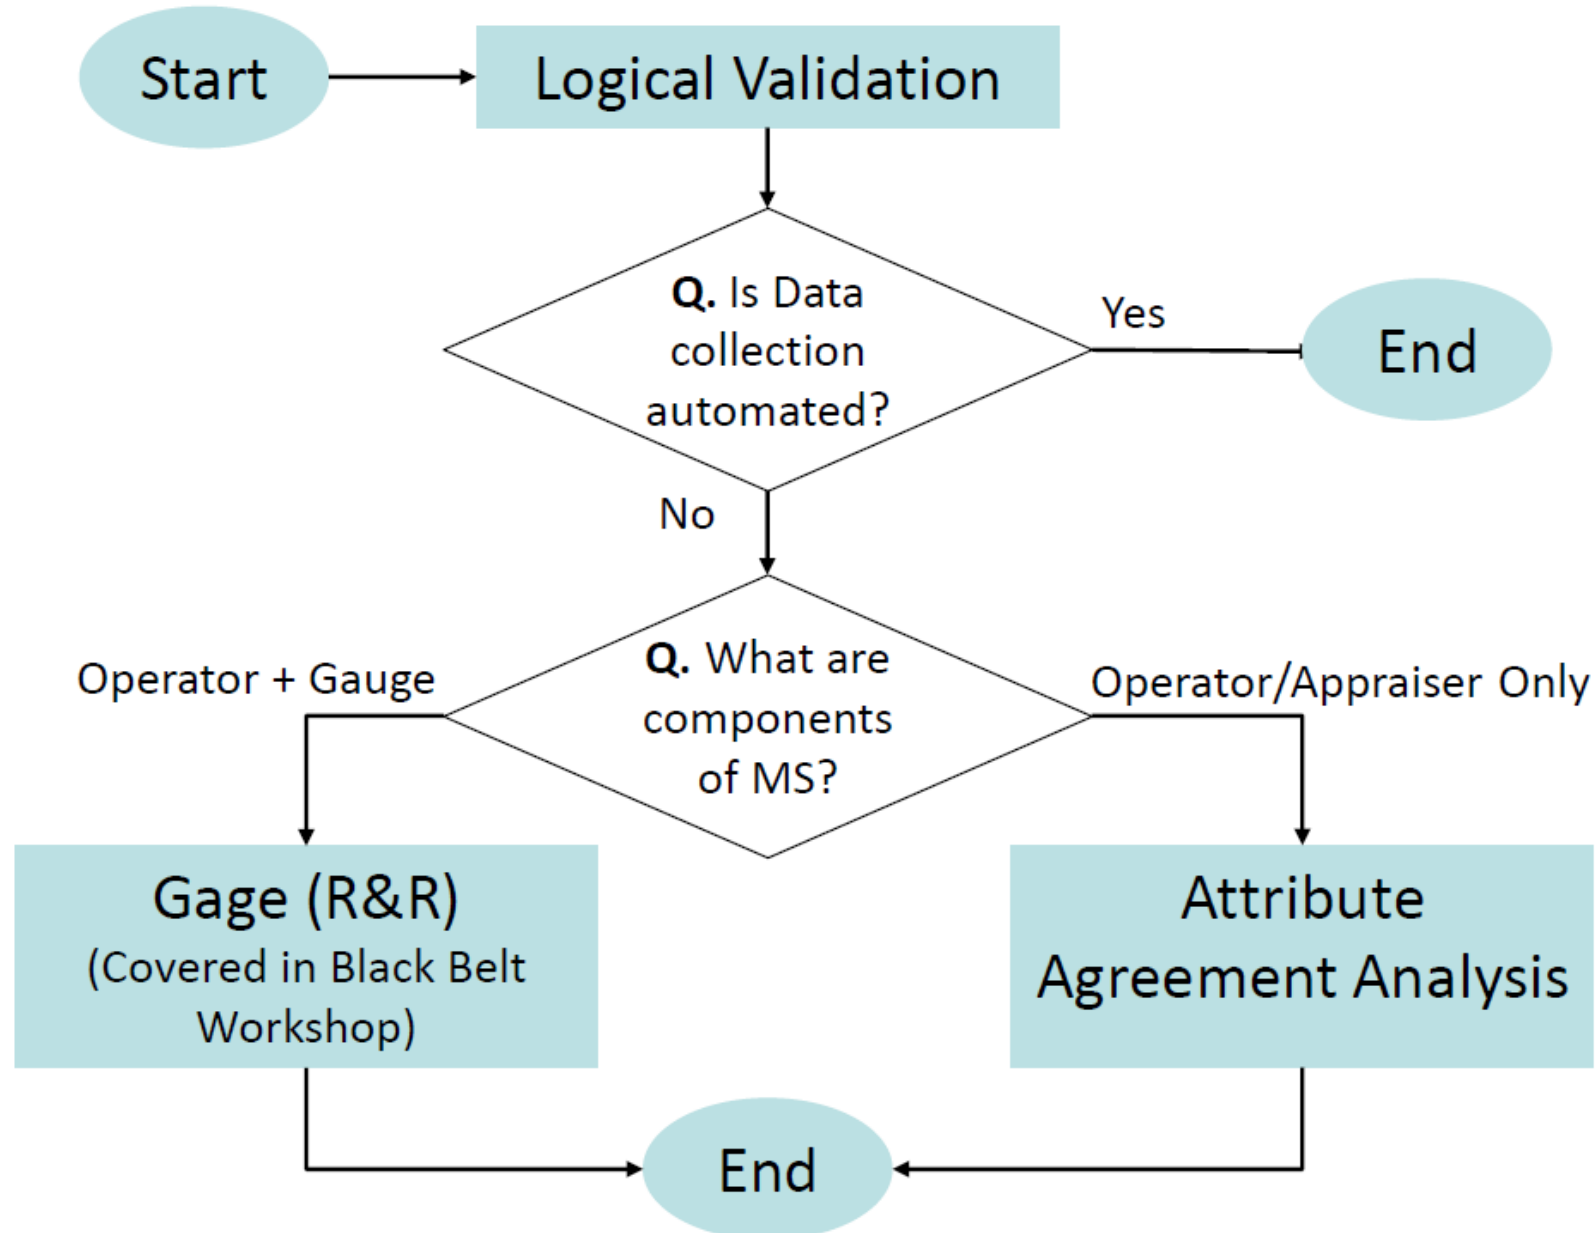 Start
Logical Validation
Q. Is Data
collection
automated?
Yes
End
No
Q. What are
components
of MS?
Operator + Gauge
Operator/Appraiser Only
Gage (R&R)
(Covered in Black Belt
Workshop)
Attribute
Agreement Analysis
End